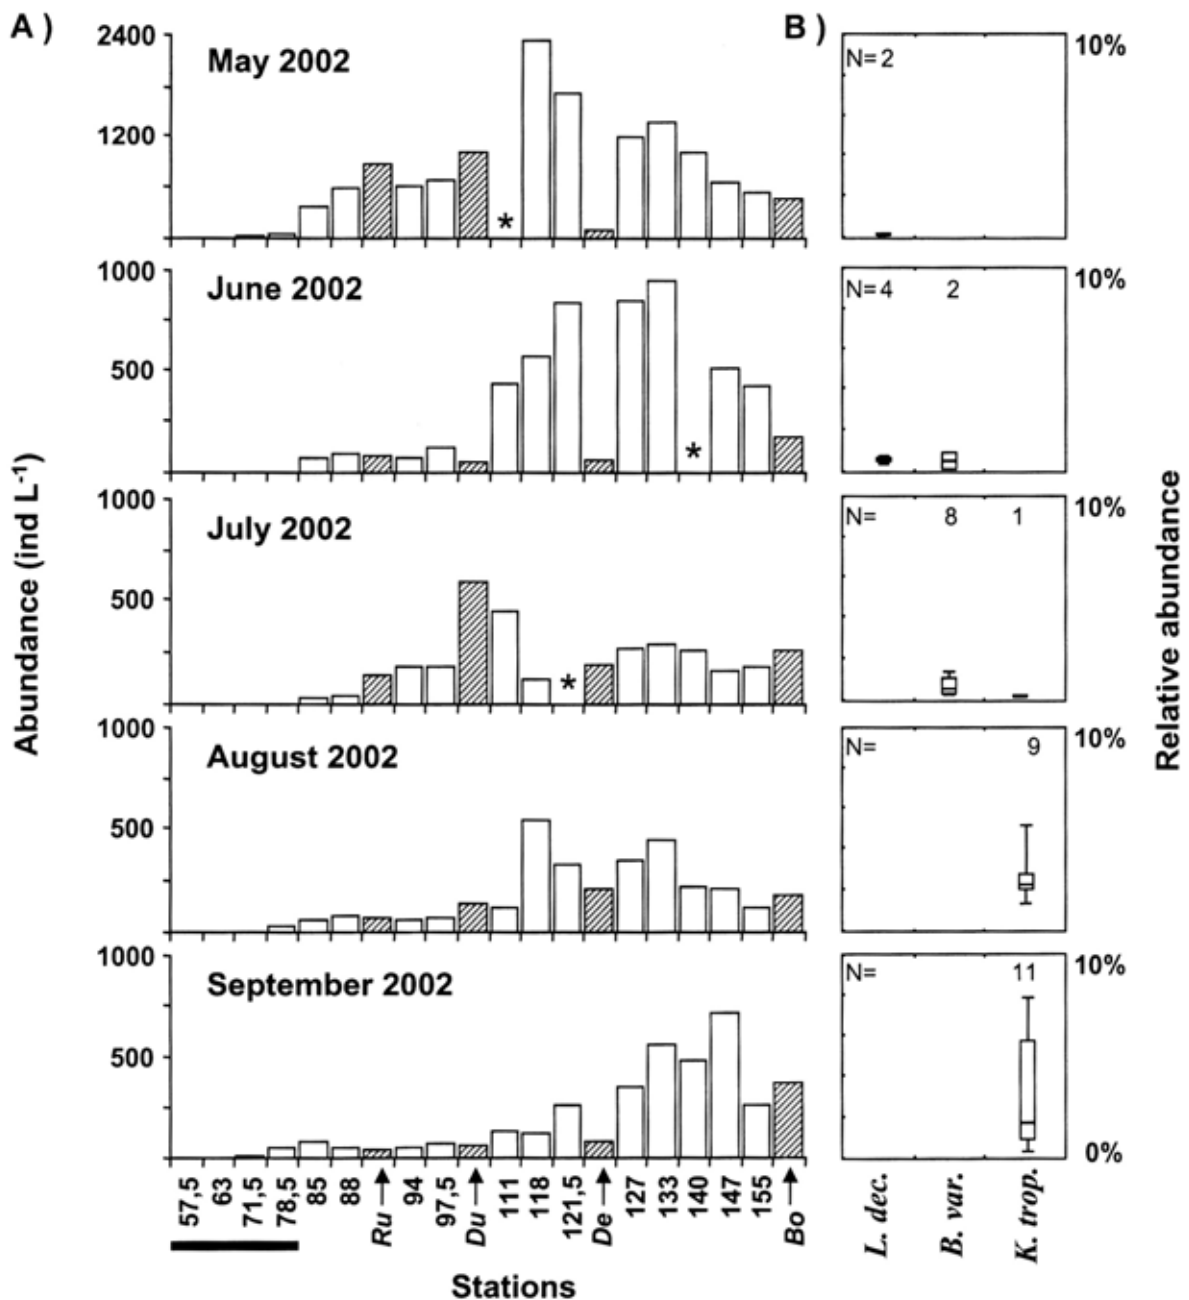 A )
B )
2400
May 2002
N= 2
10%
1200
*
1000
June 2002
N= 4 2
10%
500
*
1000
July 2002
N= 8 1
10%
500
*
1000
August 2002
N= 9
10%
500
1000
September 2002
N= 11
10%
500
0%
Abundance (ind L-1)
Relative abundance
57,5
63
71,5
78,5
85
88
Ru
94
97,5
Du
111
118
121,5
De
127
133
140
147
155
Bo
L. dec.
B. var.
K. trop.
Stations